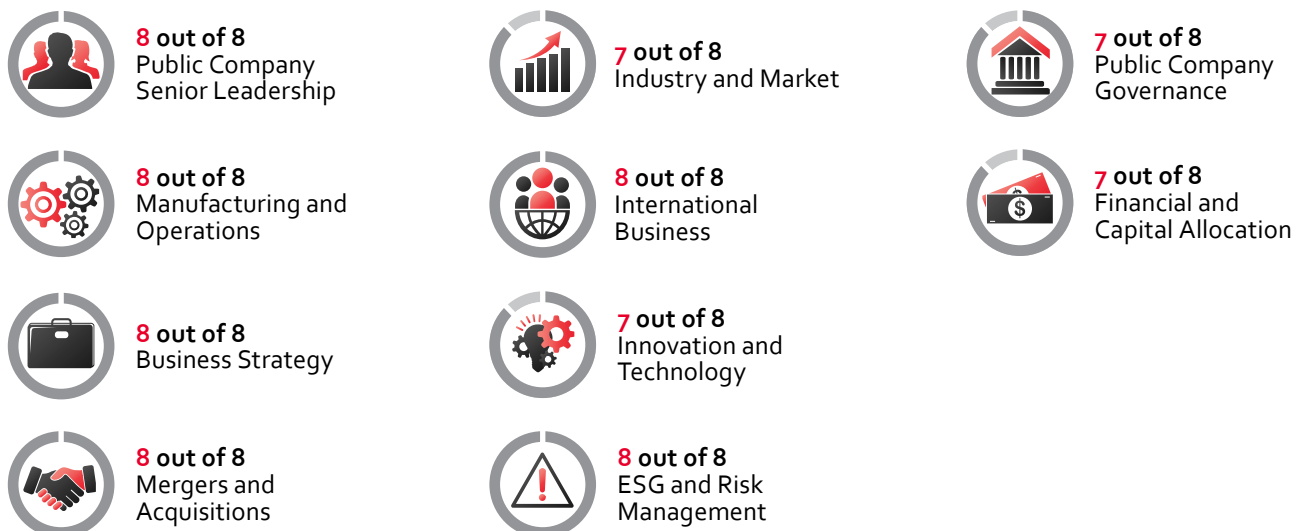 8 out of 8
Public Company
Senior Leadership
8 out of 8
Manufacturing and
Operations
8 out of 8
Business Strategy
8 out of 8
Mergers and
Acquisitions
7 out of 8
Industry and Market
8 out of 8
International
Business
7 out of 8
Innovation and
Technology
8 out of 8
ESG and Risk
Management
7 out of 8
Public Company
Governance
7 out of 8
Financial and
Capital Allocation